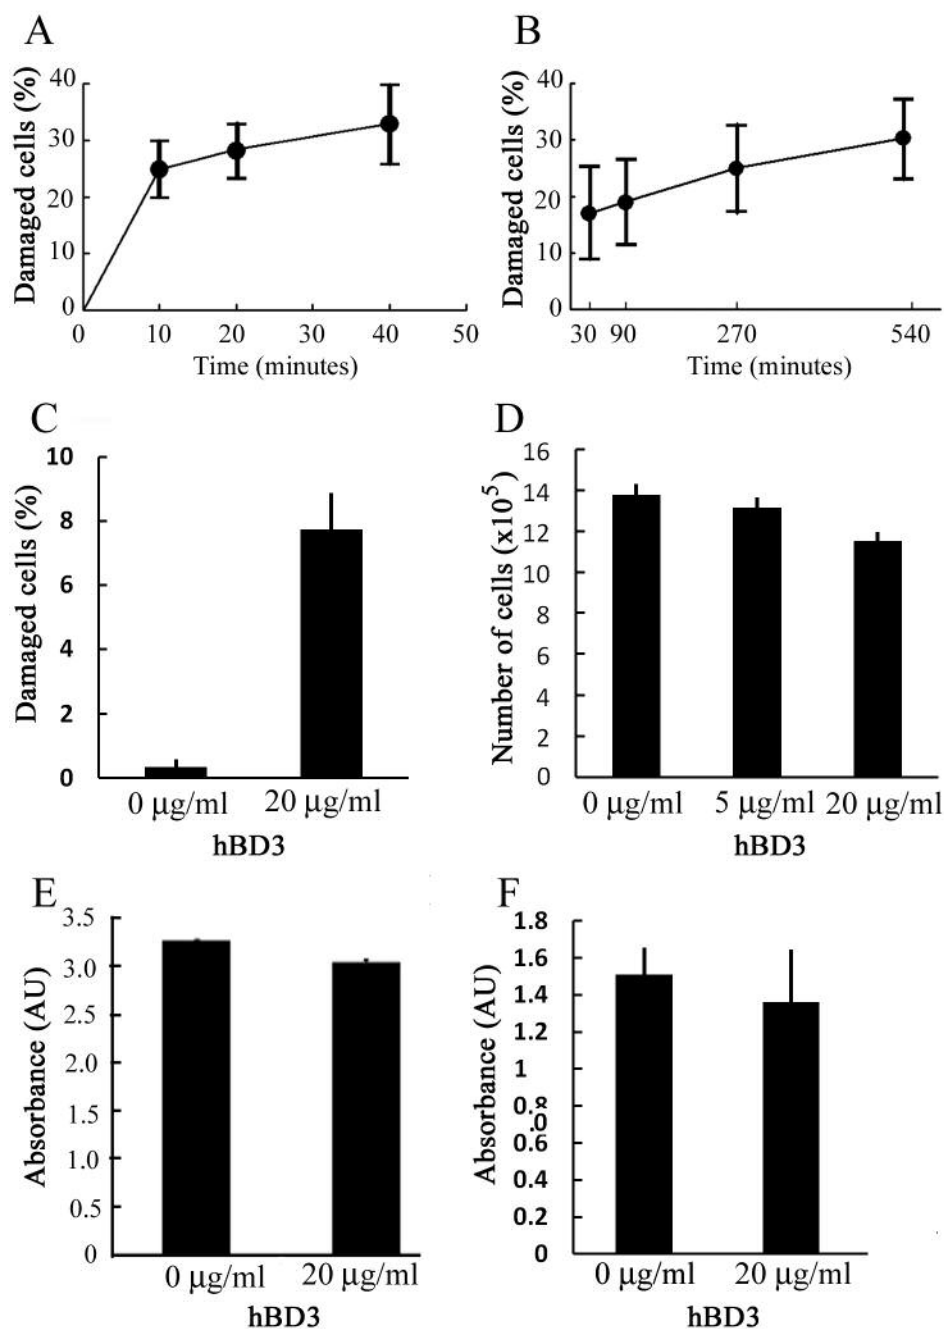 A
Damaged cells (%)
40
30
20
10
0
0
10
20
30
40
50
Time (minutes)
B
Damaged cells (%)
40
30
20
10
0
30
90
270
540
Time (minutes)
C
Damaged cells (%)
10
8
6
4
2
0
0 µg/ml
20 µg/ml
hBD3
D
Number of cells (x10⁵)
16
14
12
10
8
6
4
2
0
0 µg/ml
5 µg/ml
20 µg/ml
hBD3
E
Absorbance (AU)
3.5
3.0
2.5
2.0
1.5
1.0
0.5
0
0 µg/ml
20 µg/ml
hBD3
F
Absorbance (AU)
1.8
1.6
1.4
1.2
1
0.8
.0
0.6
0.4
0.2
0
0 µg/ml
20 µg/ml
hBD3